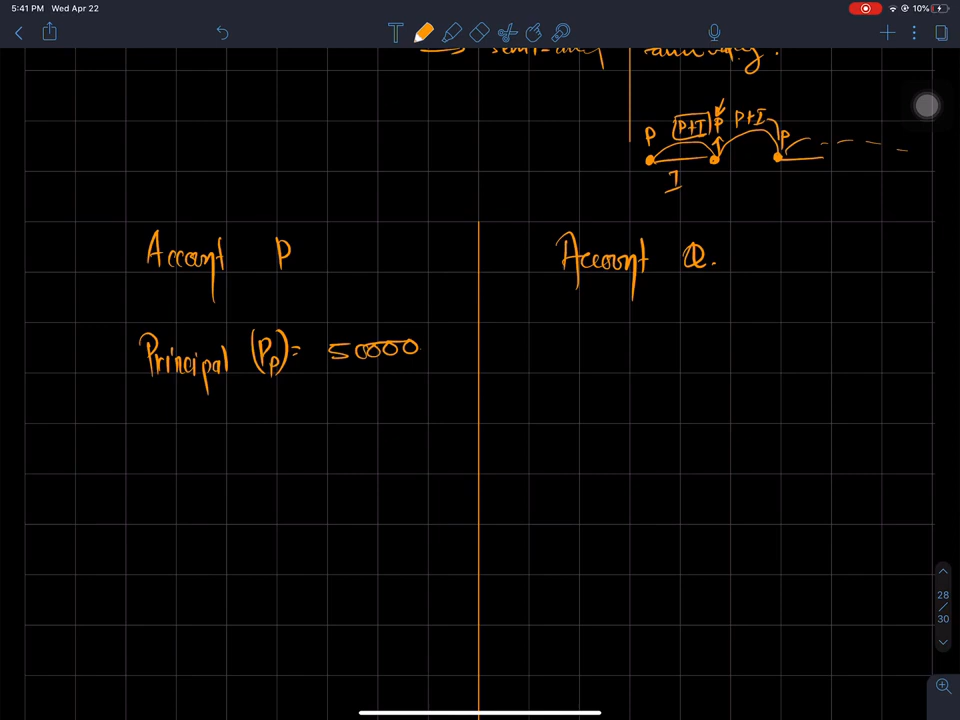 5:41 PM Wed Apr 22
10%
T
P P+I P P+I P
I
Account P
Account Q.
Principal (Pp)= 50000
28
/
30